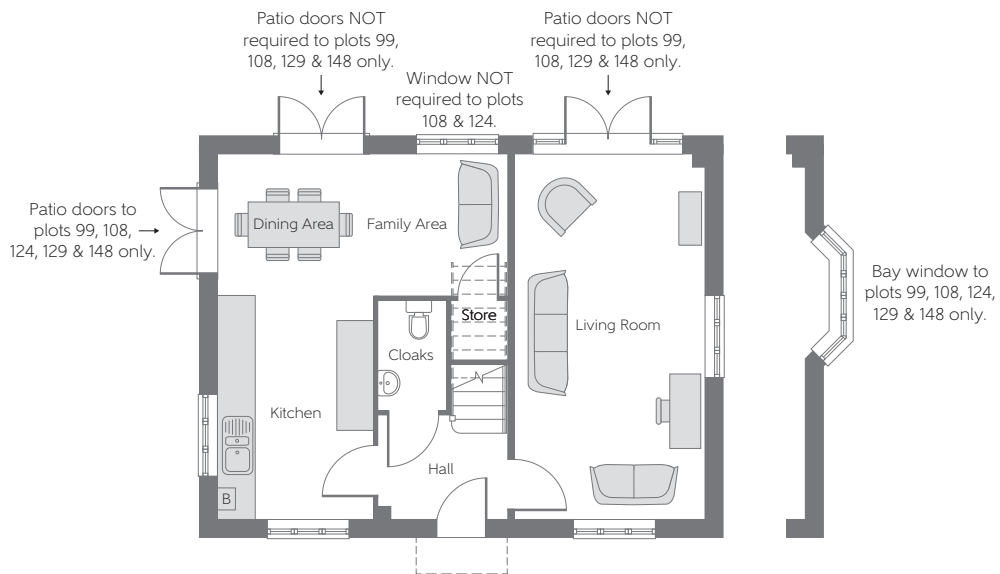 Patio doors NOT
required to plots 99,
108, 129 & 148 only.
Patio doors NOT
required to plots 99,
108, 129 & 148 only.
Window NOT
required to plots
108 & 124.
Patio doors to
plots 99, 108,
124, 129 & 148 only.
Dining Area
Family Area
Bay window to
plots 99, 108, 124,
129 & 148 only.
Store
Living Room
Cloaks
Kitchen
Hall
B